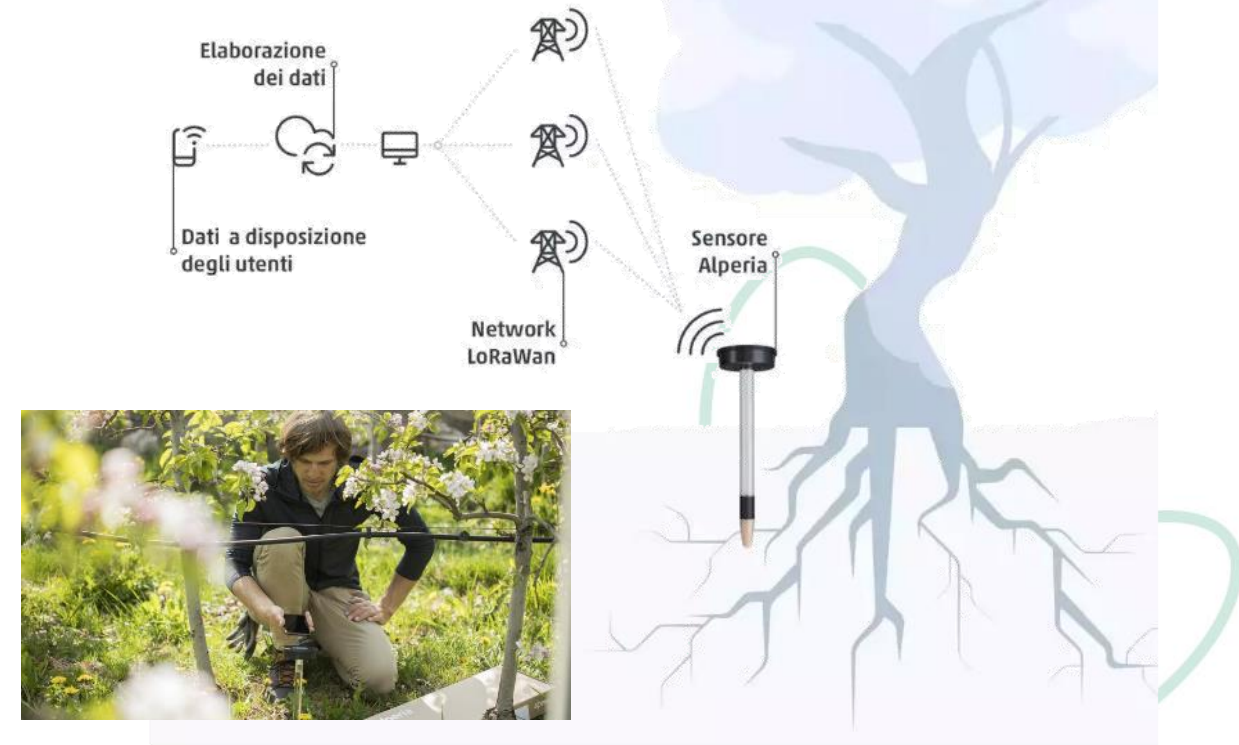 Elaborazione
dei dati
Dati a disposizione
degli utenti
Network
LoRaWan
Sensore
Alperia